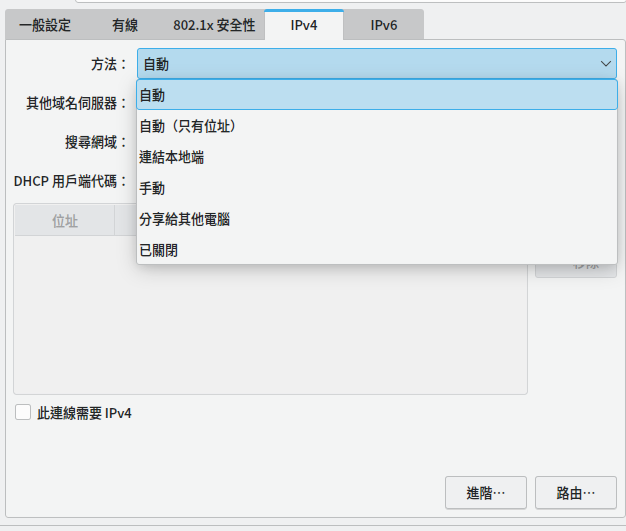 一般設定 有線 802.1x 安全性 IPv4 IPv6
方法： 自動
自動
其他域名伺服器：
自動（只有位址）
搜尋網域：
連結本地端
DHCP 用戶端代碼：
手動
位址
分享給其他電腦
已關閉
此連線需要 IPv4
進階… 路由…